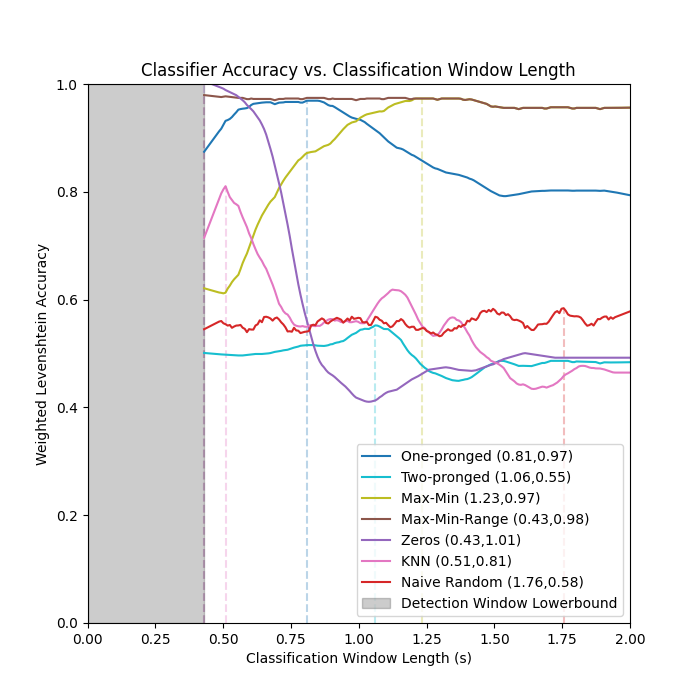 Classifier Accuracy vs. Classification Window Length
1.0
0.8
0.6
0.4
0.2
0.0
Weighted Levenshtein Accuracy
One-pronged (0.81,0.97)
Two-pronged (1.06,0.55)
Max-Min (1.23,0.97)
Max-Min-Range (0.43,0.98)
Zeros (0.43,1.01)
KNN (0.51,0.81)
Naive Random (1.76,0.58)
Detection Window Lowerbound
0.00 0.25 0.50 0.75 1.00 1.25 1.50 1.75 2.00
Classification Window Length (s)